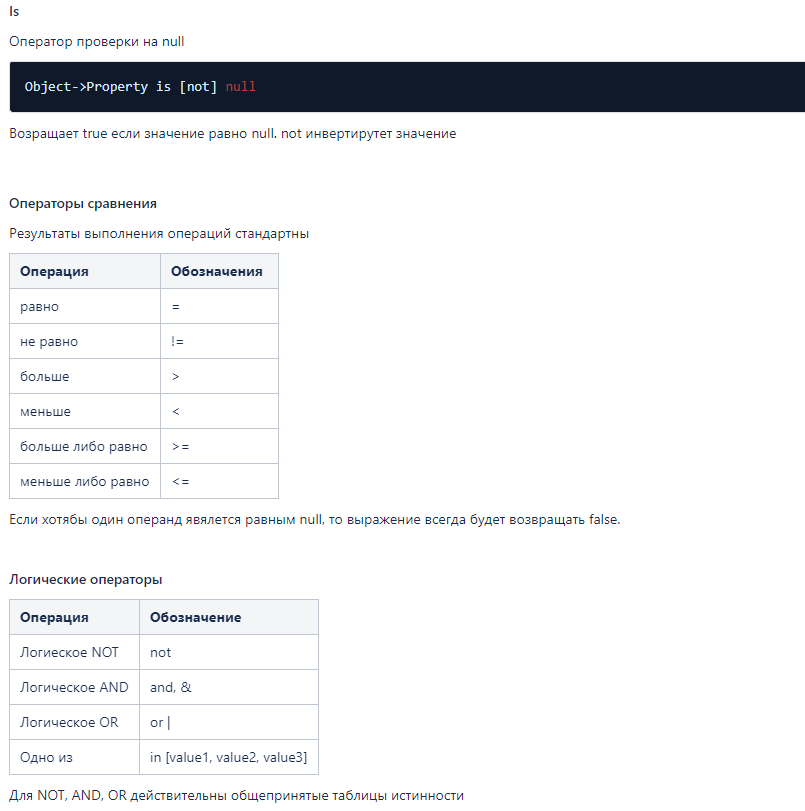 Is
Оператор проверки на null
Object->Property is [not] null
Возращает true если значение равно null. not инвертирутет значение
Операторы сравнения
Результаты выполнения операций стандартны
Операция Обозначения
равно =
не равно !=
больше >
меньше <
больше либо равно >=
меньше либо равно <=
Если хотябы один операнд явялется равным null, то выражение всегда будет возвращать false.
Логические операторы
Операция Обозначение
Логиеское NOT not
Логическое AND and, &
Логическое OR or |
Одно из in [value1, value2, value3]
Для NOT, AND, OR действительны общепринятые таблицы истинности